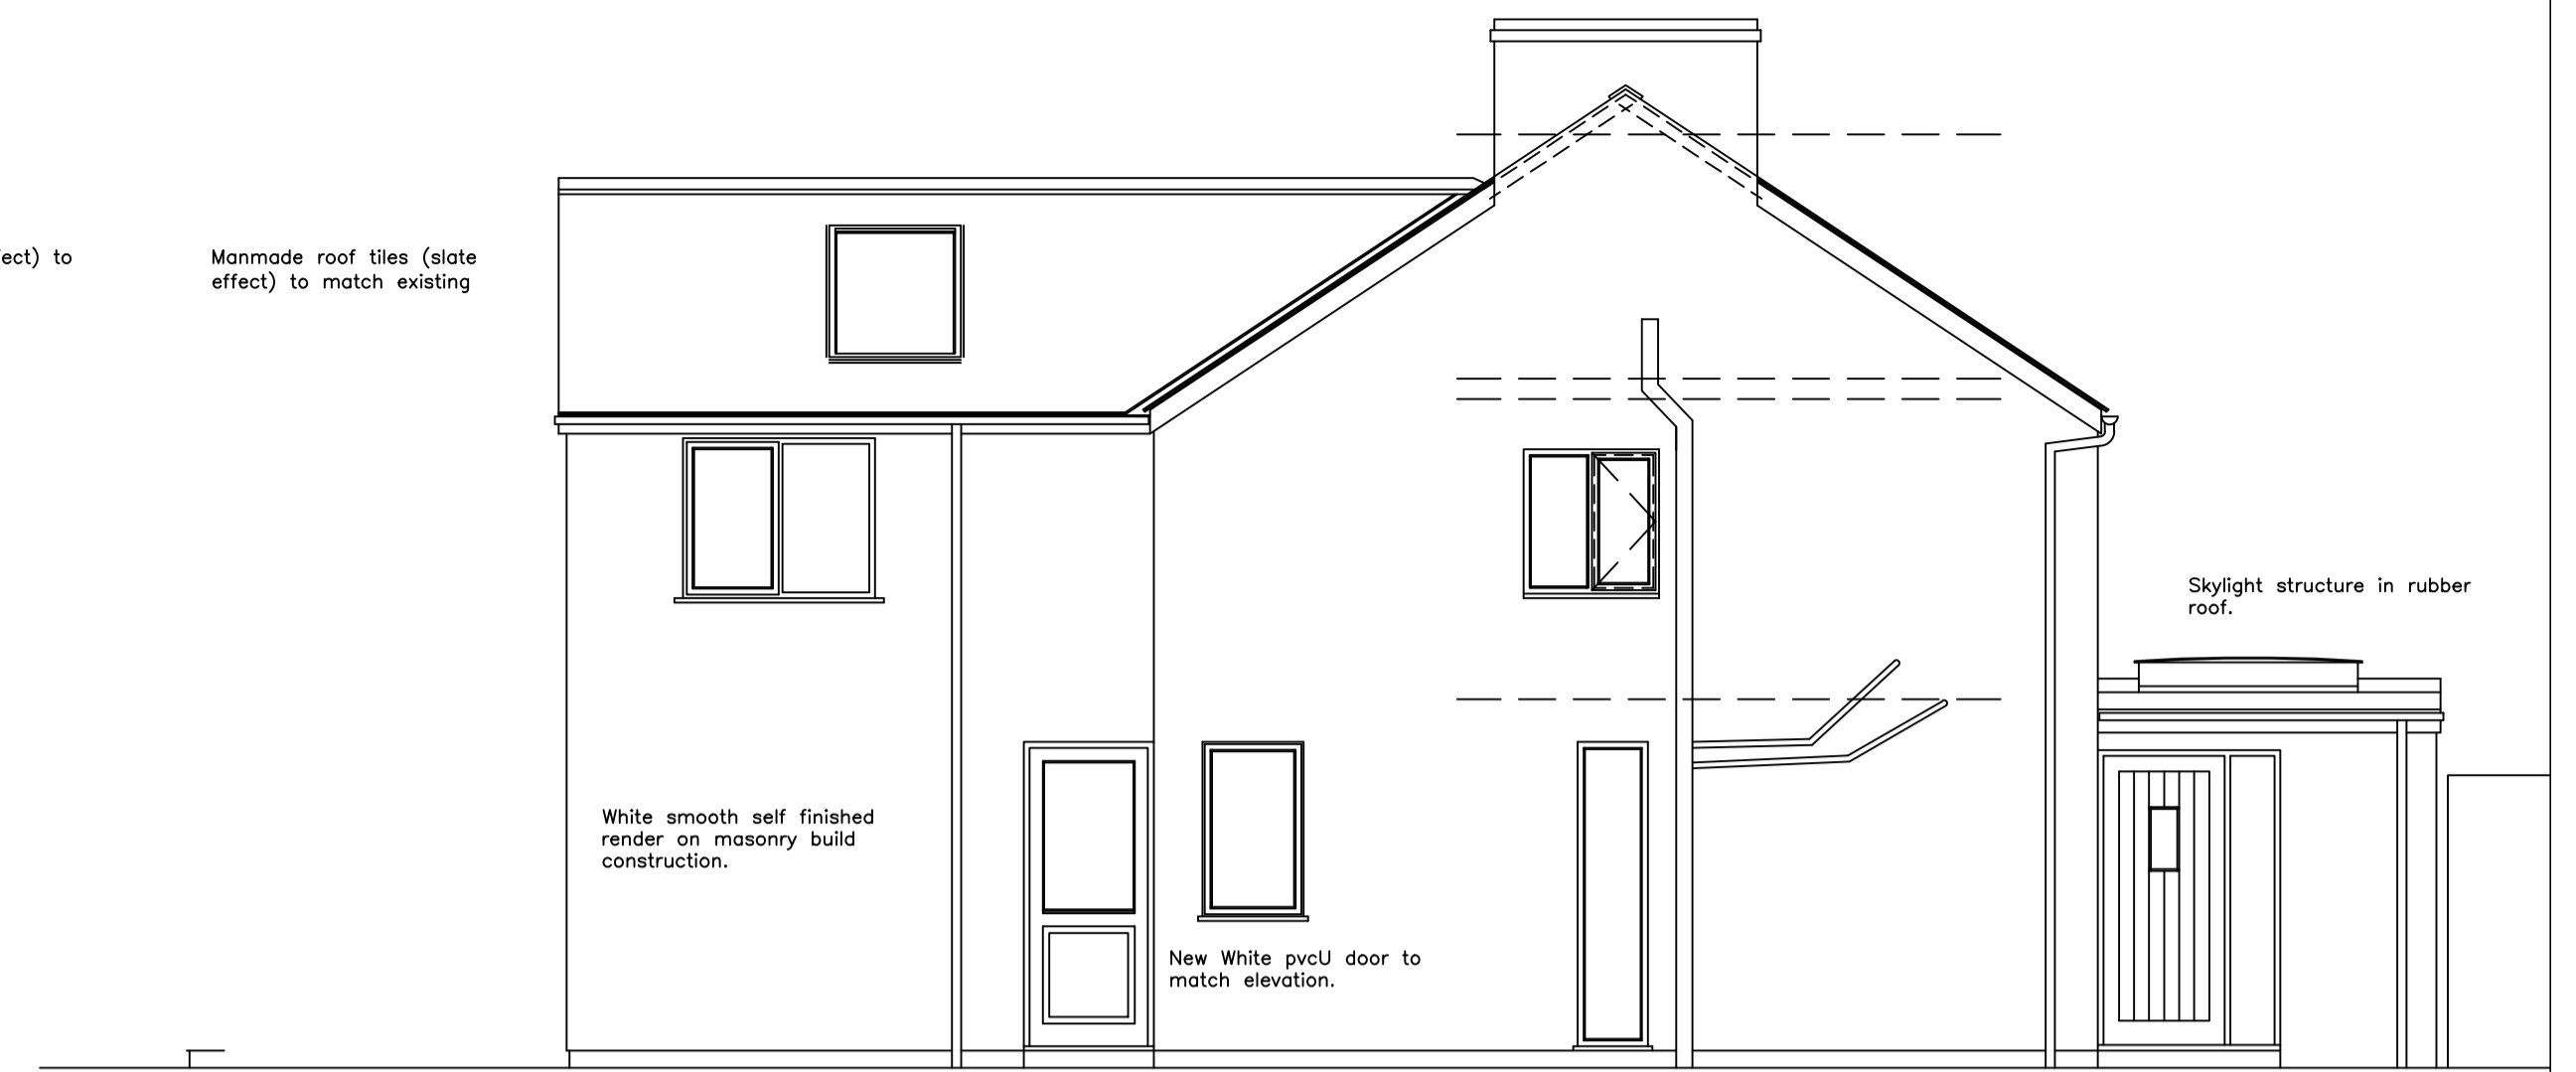 ect) to
Manmade roof tiles (slate
effect) to match existing
Skylight structure in rubber
roof.
White smooth self finished
render on masonry build
construction.
New White pvcU door to
match elevation.